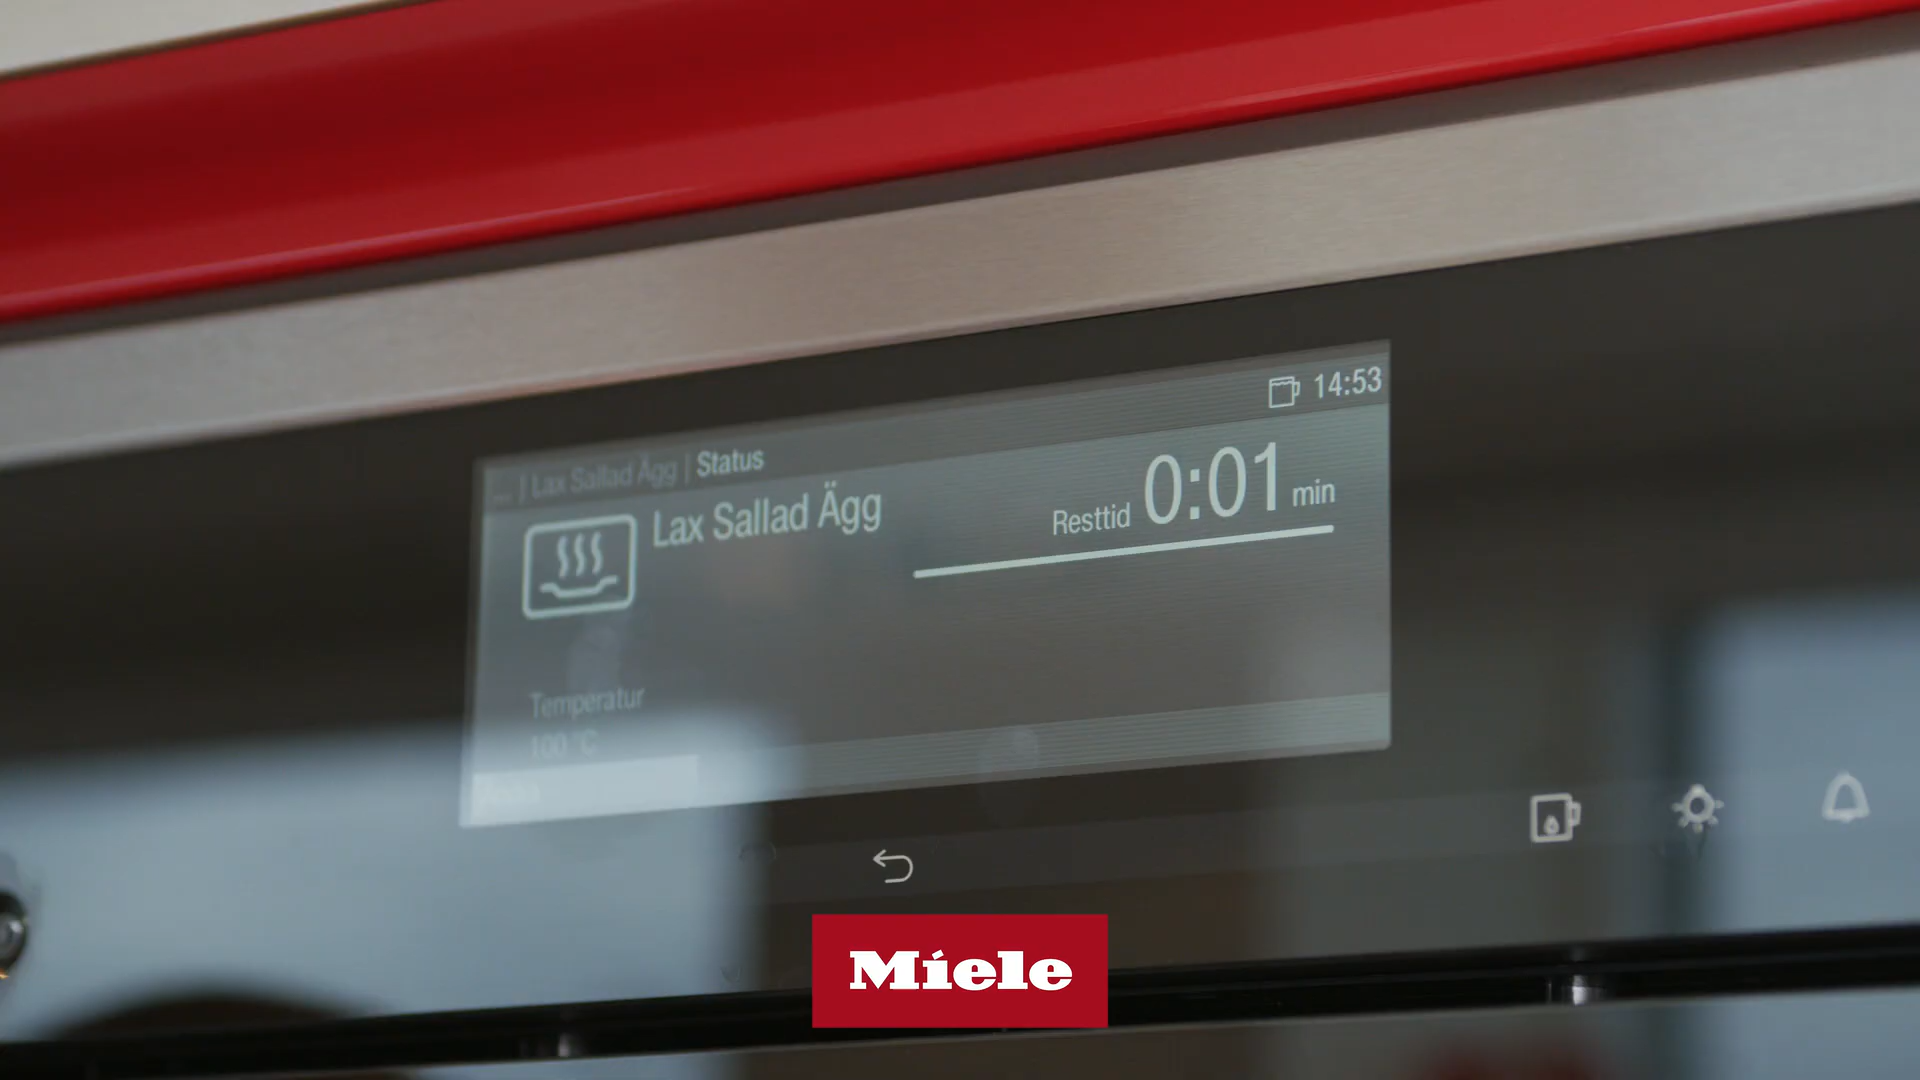 14:53
... | Lax Sallad Ägg | Status
Lax Sallad Ägg
Resttid 0:01 min
Temperatur
100 °C
Miele